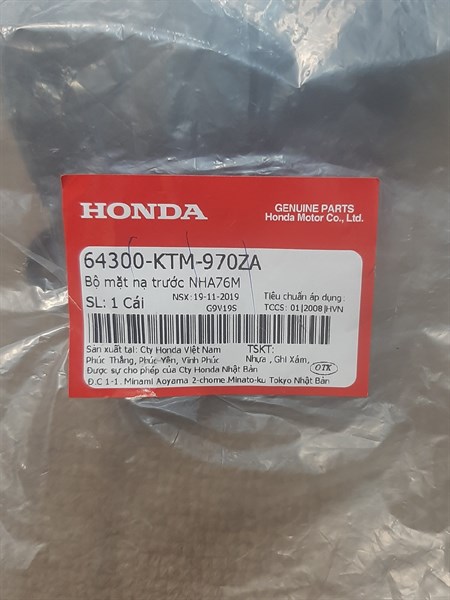 HONDA
GENUINE PARTS
Honda Motor Co., Ltd.
64300-KTM-970ZA
Bộ mặt nạ trước NHA76M
SL: 1 Cái
NSX: 19-11-2019
G9V19S
Tiêu chuẩn áp dụng:
TCCS: 01|2008|HVN
Sản xuất tại: Cty Honda Việt Nam
Phúc Thắng, Phúc-Yên, Vĩnh Phúc
Được sự cho phép của Cty Honda Nhật Bản
Đ.C 1-1. Minami Aoyama 2-chome Minato-ku Tokyo Nhật Bản
TSKT:
Nhựa , Ghi Xám,
OTK